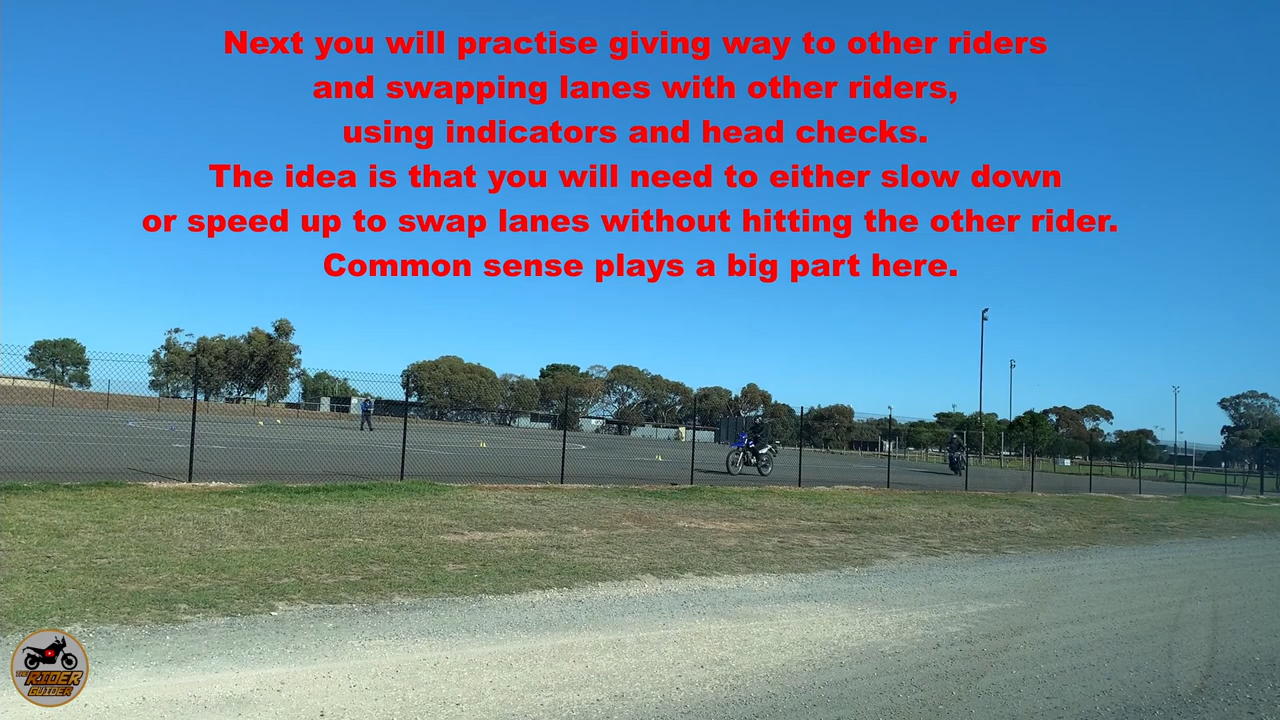 Next you will practise giving way to other riders
and swapping lanes with other riders,
using indicators and head checks.
The idea is that you will need to either slow down
or speed up to swap lanes without hitting the other rider.
Common sense plays a big part here.
THE
RIDER
GUIDER